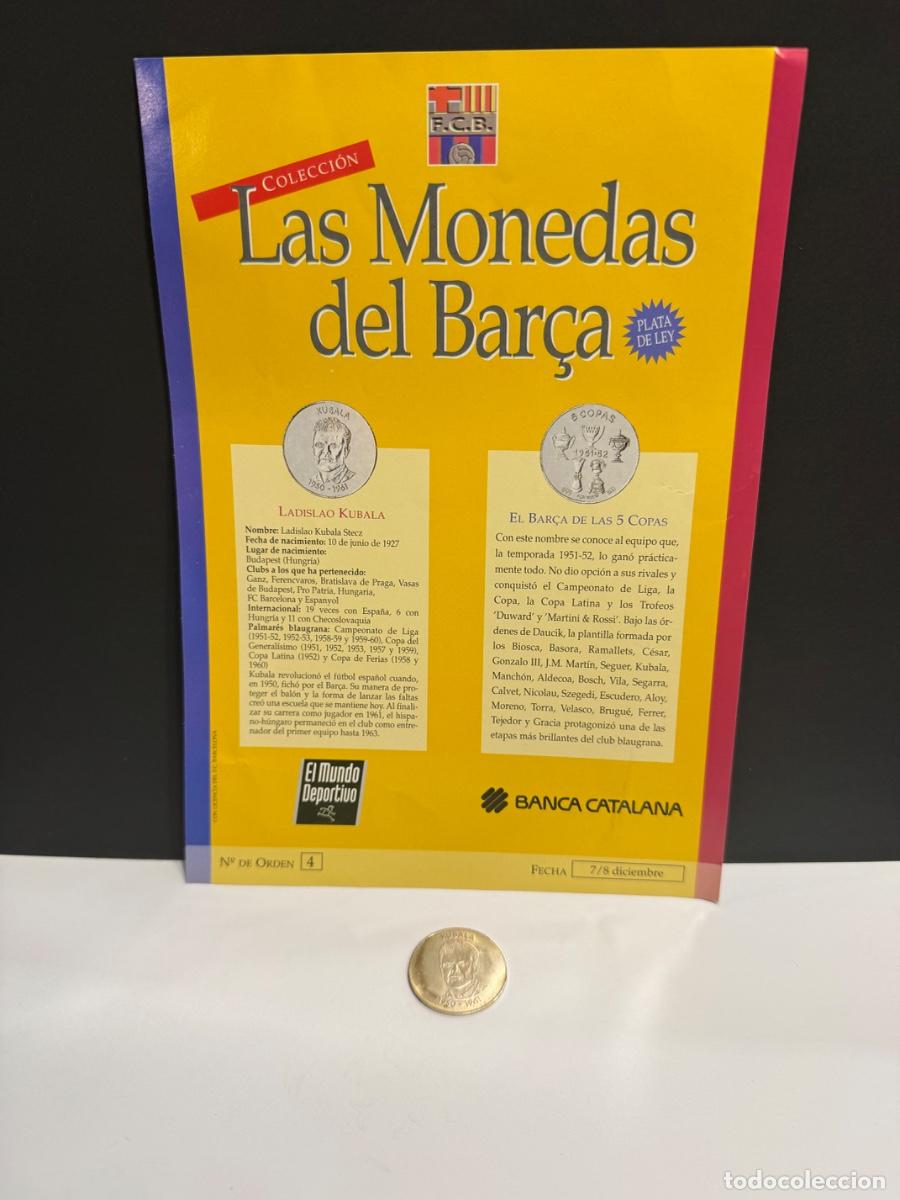 F.C.B.
COLECCIÓN
Las Monedas
del Barça
PLATA
DE LEY
KUBALA
1950 - 1961
LADISLAO KUBALA
Nombre: Ladislao Kubala Stecz
Fecha de nacimiento: 10 de junio de 1927
Lugar de nacimiento:
Budapest (Hungría)
Clubs a los que ha pertenecido:
Ganz, Ferencvaros, Bratislava de Praga, Vasas
de Budapest, Pro Patria, Hungaria,
FC Barcelona y Espanyol
Internacional: 19 veces con España, 6 con
Hungría y 11 con Checoslovaquia
Palmarés blaugrana: Campeonato de Liga
(1951-52, 1952-53, 1958-59 y 1959-60), Copa del
Generalísimo (1951, 1952, 1953, 1957 y 1959),
Copa Latina (1952) y Copa de Ferias (1958 y
1960)
Kubala revolucionó el fútbol español cuando,
en 1950, fichó por el Barça. Su manera de pro-
teger el balón y la forma de lanzar las faltas
creó una escuela que se mantiene hoy. Al finali-
zar su carrera como jugador en 1961, el hispa-
no-húngaro permaneció en el club como entre-
nador del primer equipo hasta 1963.
5 COPAS
1951-52
EL BARÇA DE LAS 5 COPAS
Con este nombre se conoce al equipo que,
la temporada 1951-52, lo ganó práctica-
mente todo. No dio opción a sus rivales y
conquistó el Campeonato de Liga, la
Copa, la Copa Latina y los Trofeos
'Duward' y 'Martini & Rossi'. Bajo las ór-
denes de Daucik, la plantilla formada por
los Biosca, Basora, Ramallets, César,
Gonzalo III, J.M. Martín, Seguer, Kubala,
Manchón, Aldecoa, Bosch, Vila, Segarra,
Calvet, Nicolau, Szegedi, Escudero, Aloy,
Moreno, Torra, Velasco, Brugué, Ferrer,
Tejedor y Gracia protagonizó una de las
etapas más brillantes del club blaugrana.
CON LICENCIA DEL F.C. BARCELONA
El Mundo
Deportivo
BANCA CATALANA
Nº DE ORDEN 4
FECHA 7/8 diciembre
KUBALA
1950 - 1961
todocoleccion